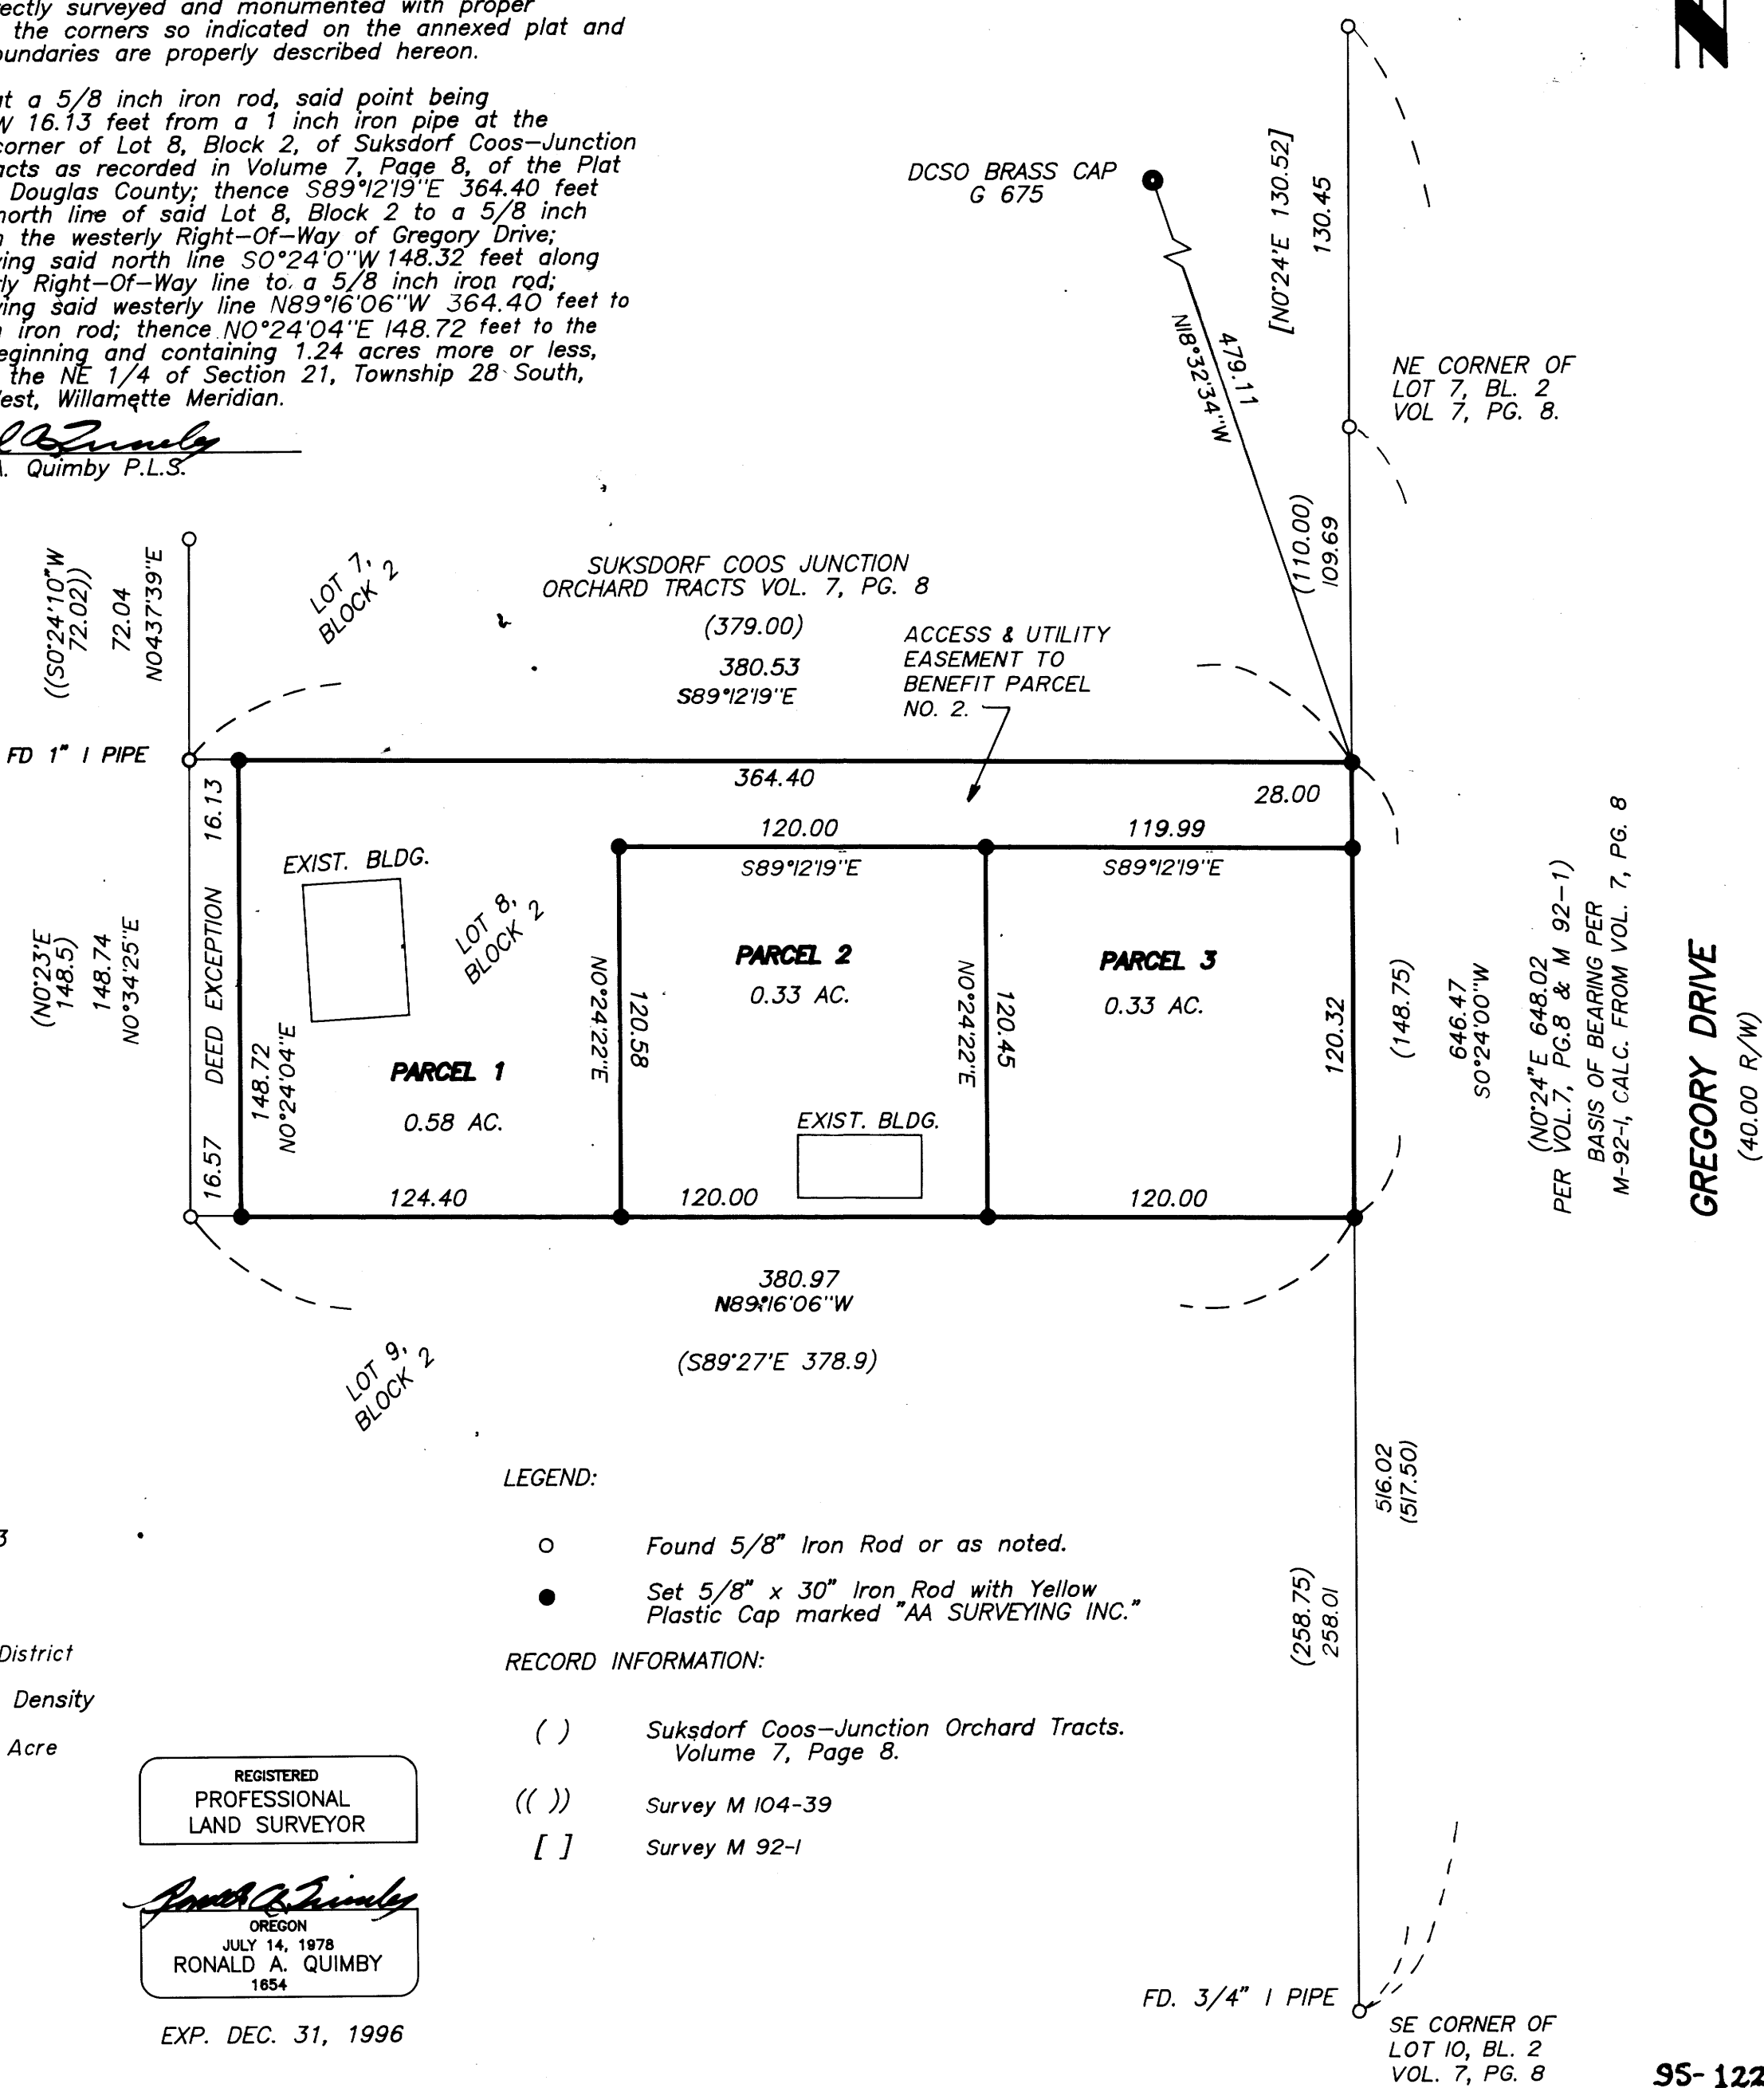 rectly surveyed and monumented with proper
the corners so indicated on the annexed plat and
oundaries are properly described hereon.
at a 5/8 inch iron rod, said point being
W 16.13 feet from a 1 inch iron pipe at the
corner of Lot 8, Block 2, of Suksdorf Coos-Junction
acts as recorded in Volume 7, Page 8, of the Plat
Douglas County; thence S89°12'19"E 364.40 feet
north line of said Lot 8, Block 2 to a 5/8 inch
n the westerly Right-Of-Way of Gregory Drive;
ving said north line S0°24'0"W 148.32 feet along
rly Right-Of-Way line to a 5/8 inch iron rod;
ving said westerly line N89°16'06"W 364.40 feet to
h iron rod; thence N0°24'04"E 148.72 feet to the
eginning and containing 1.24 acres more or less,
the NE 1/4 of Section 21, Township 28 South,
Vest, Willamette Meridian.
A. Quimby P.L.S.
DCSO BRASS CAP
G 675
N18°32'34"W
479.11
[N0°24'E 130.52]
130.45
NE CORNER OF
LOT 7, BL. 2
VOL 7, PG. 8.
(110.00)
109.69
((S0°24'10"W
72.02))
72.04
N0437'39"E
LOT 7,
BLOCK 2
SUKSDORF COOS JUNCTION
ORCHARD TRACTS VOL. 7, PG. 8
(379.00)
380.53
S89°12'19"E
ACCESS & UTILITY
EASEMENT TO
BENEFIT PARCEL
NO. 2.
FD 1" I PIPE
364.40
28.00
16.13
DEED EXCEPTION
16.57
120.00
S89°12'19"E
119.99
S89°12'19"E
EXIST. BLDG.
LOT 8,
BLOCK 2
(N0°23'E
148.5)
148.74
N0°34'25"E
148.72
N0°24'04"E
PARCEL 1
0.58 AC.
N0°24'22"E
120.58
PARCEL 2
0.33 AC.
EXIST. BLDG.
N0°24'22"E
120.45
PARCEL 3
0.33 AC.
120.32
(148.75)
646.47
S0°24'00"W
(N0°24"E 648.02
PER VOL.7, PG.8 & M 92-1)
BASIS OF BEARING PER
M-92-1, CALC. FROM VOL. 7, PG. 8
GREGORY DRIVE
(40.00 R/W)
124.40
120.00
120.00
380.97
N89°16'06"W
(S89°27'E 378.9)
LOT 9,
BLOCK 2
516.02
(517.50)
(258.75)
258.01
LEGEND:
Found 5/8" Iron Rod or as noted.
Set 5/8" x 30" Iron Rod with Yellow
Plastic Cap marked "AA SURVEYING INC."
RECORD INFORMATION:
( ) Suksdorf Coos-Junction Orchard Tracts.
Volume 7, Page 8.
(( )) Survey M 104-39
[ ] Survey M 92-1
3
District
Density
Acre
REGISTERED
PROFESSIONAL
LAND SURVEYOR
OREGON
JULY 14, 1978
RONALD A. QUIMBY
1654
EXP. DEC. 31, 1996
FD. 3/4" I PIPE
SE CORNER OF
LOT 10, BL. 2
VOL. 7, PG. 8
95-122